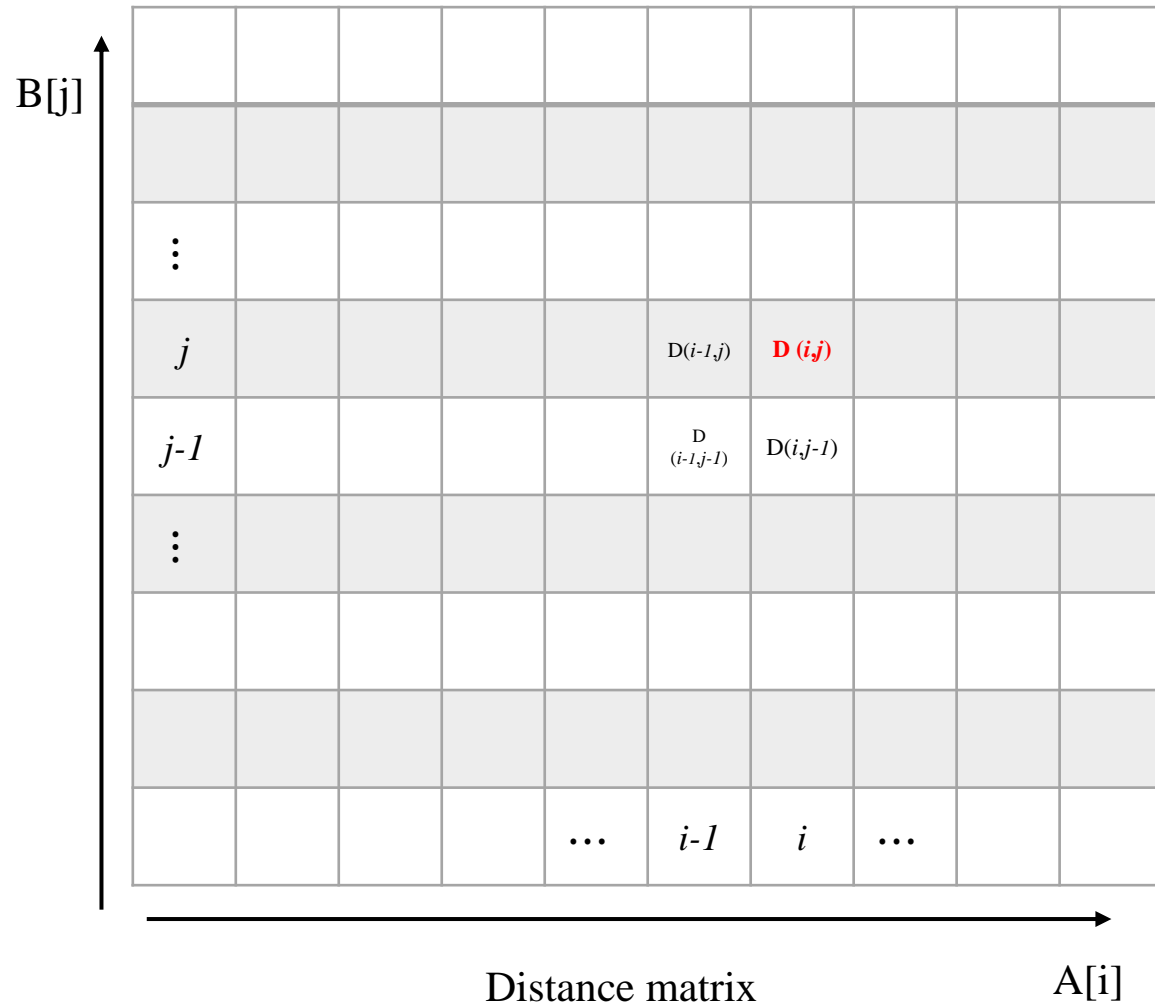 B[j]
⋮
j
D(i-1,j)
D (i,j)
j-1
D
(i-1,j-1)
D(i,j-1)
⋮
...
i-1
i
...
Distance matrix
A[i]